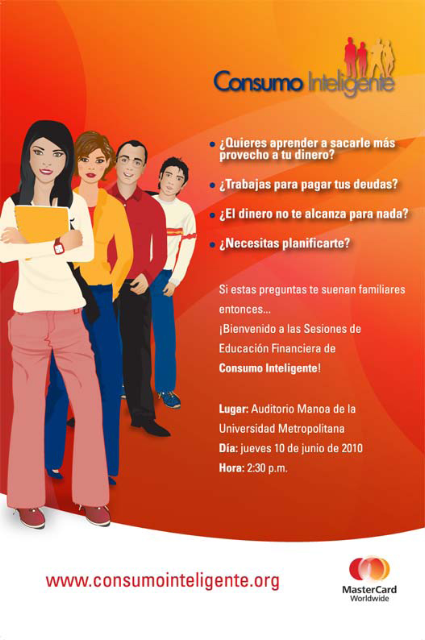 Consumo Inteligente
• ¿Quieres aprender a sacarle más
provecho a tu dinero?
• ¿Trabajas para pagar tus deudas?
• ¿El dinero no te alcanza para nada?
• ¿Necesitas planificarte?
Si estas preguntas te suenan familiares
entonces...
¡Bienvenido a las Sesiones de
Educación Financiera de
Consumo Inteligente!
Lugar: Auditorio Manoa de la
Universidad Metropolitana
Día: jueves 10 de junio de 2010
Hora: 2:30 p.m.
www.consumointeligente.org
MasterCard
Worldwide